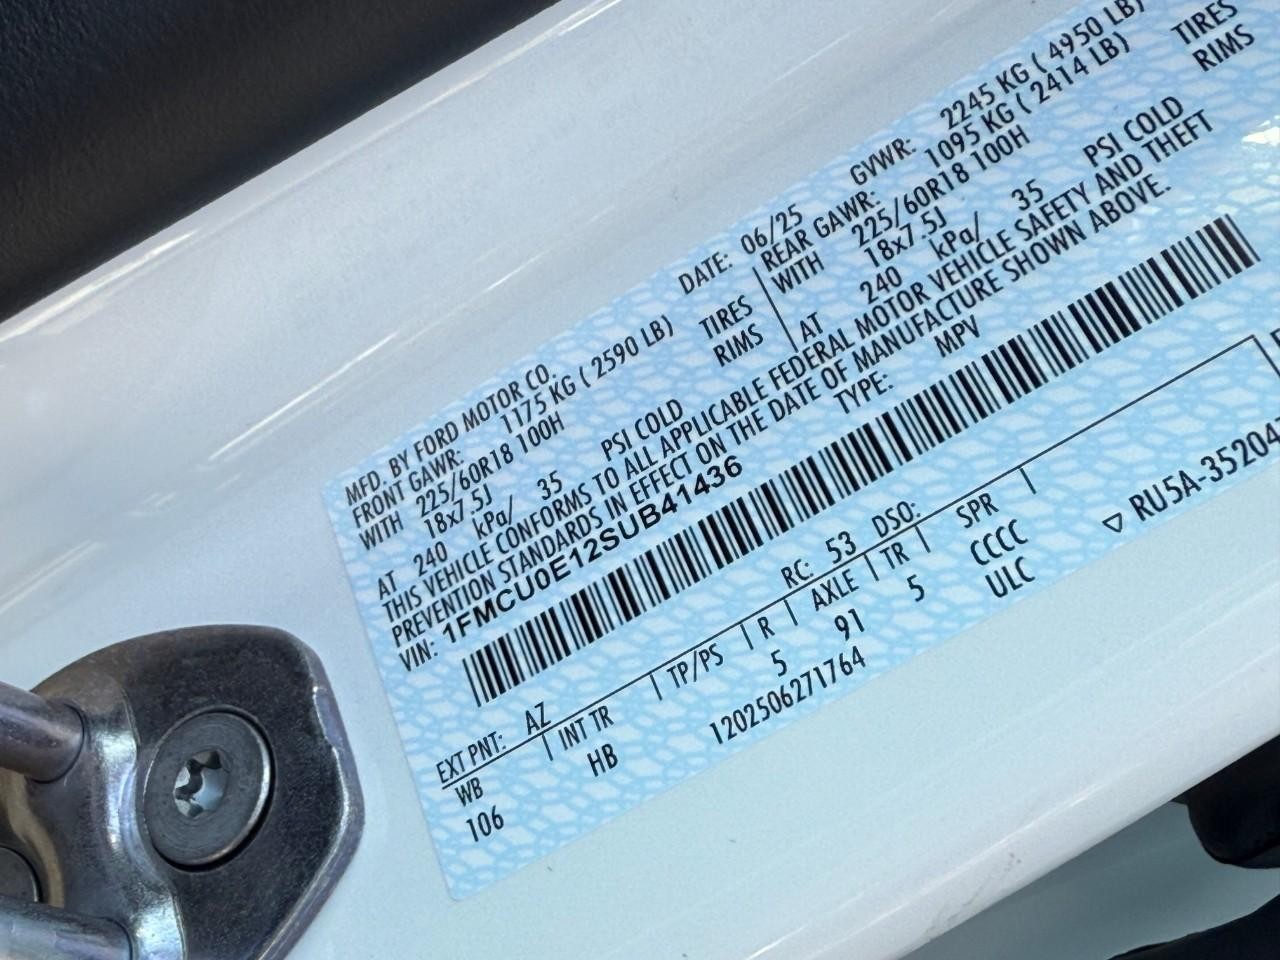 MFD. BY FORD MOTOR CO.
DATE: 06/25
GVWR: 2245 KG ( 4950 LB)
FRONT GAWR: 1175 KG ( 2590 LB)
REAR GAWR: 1095 KG ( 2414 LB)
WITH 225/60R18 100H TIRES
WITH 225/60R18 100H TIRES
18x7.5J RIMS
18x7.5J RIMS
AT 240 kPa/ 35 PSI COLD
AT 240 kPa/ 35 PSI COLD
THIS VEHICLE CONFORMS TO ALL APPLICABLE FEDERAL MOTOR VEHICLE SAFETY AND THEFT
PREVENTION STANDARDS IN EFFECT ON THE DATE OF MANUFACTURE SHOWN ABOVE.
VIN: 1FMCU0E12SUB41436
TYPE: MPV
EXT PNT: AZ RC: 53 DSO:
WB INT TR TP/PS R AXLE TR SPR
106 HB 5 91 5 CCCC
1202506271764 ULC
▽ RU5A-35204